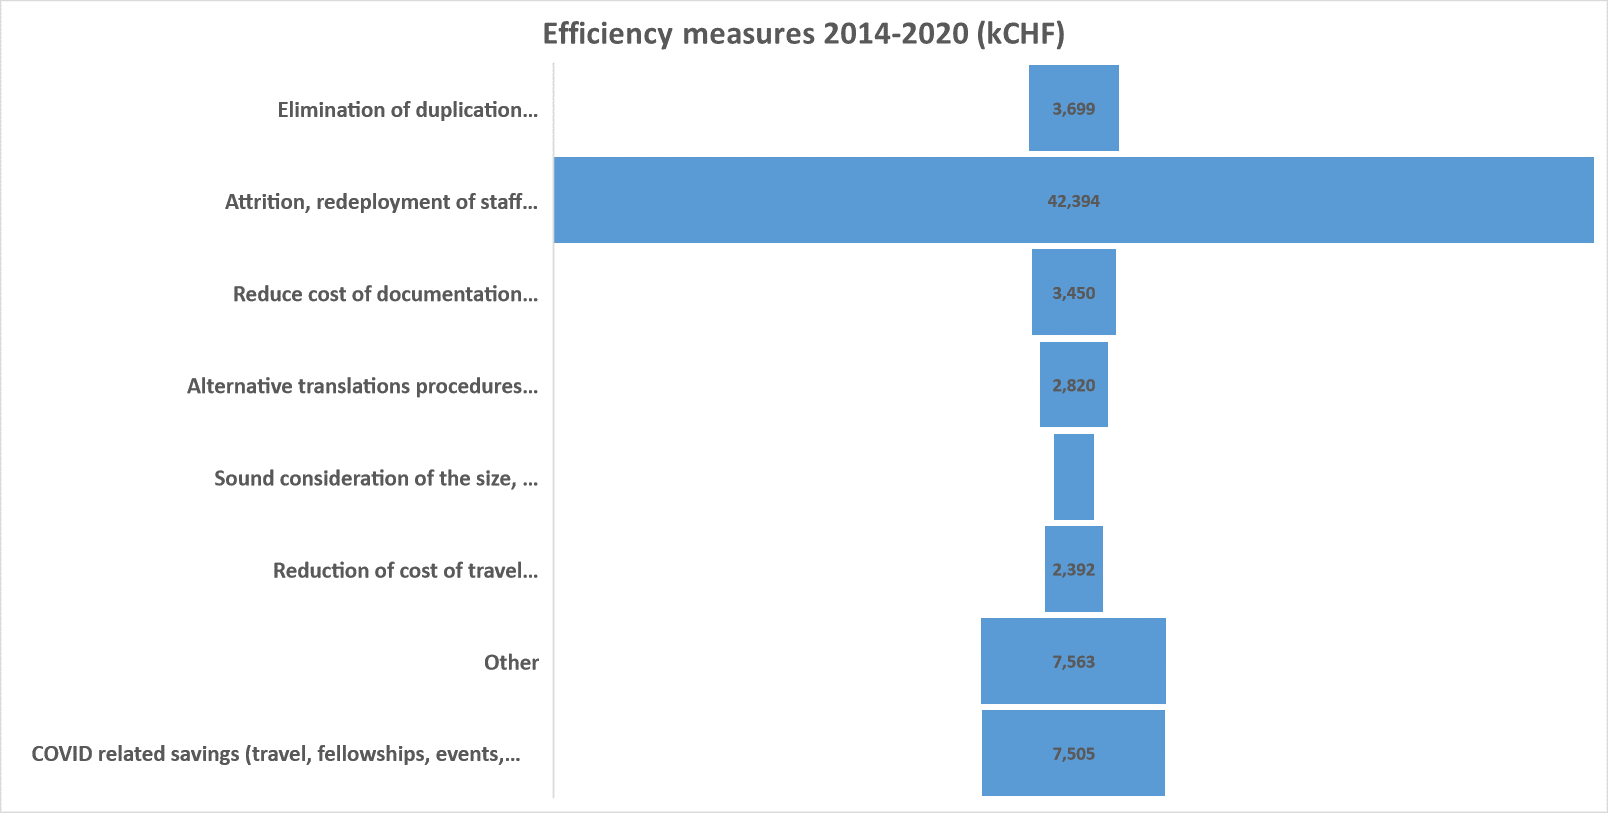 Efficiency measures 2014-2020 (kCHF)
Elimination of duplication...
3,699
Attrition, redeployment of staff...
42,394
Reduce cost of documentation...
3,450
Alternative translations procedures...
2,820
Sound consideration of the size, ...
Reduction of cost of travel...
2,392
Other
7,563
COVID related savings (travel, fellowships, events,...
7,505